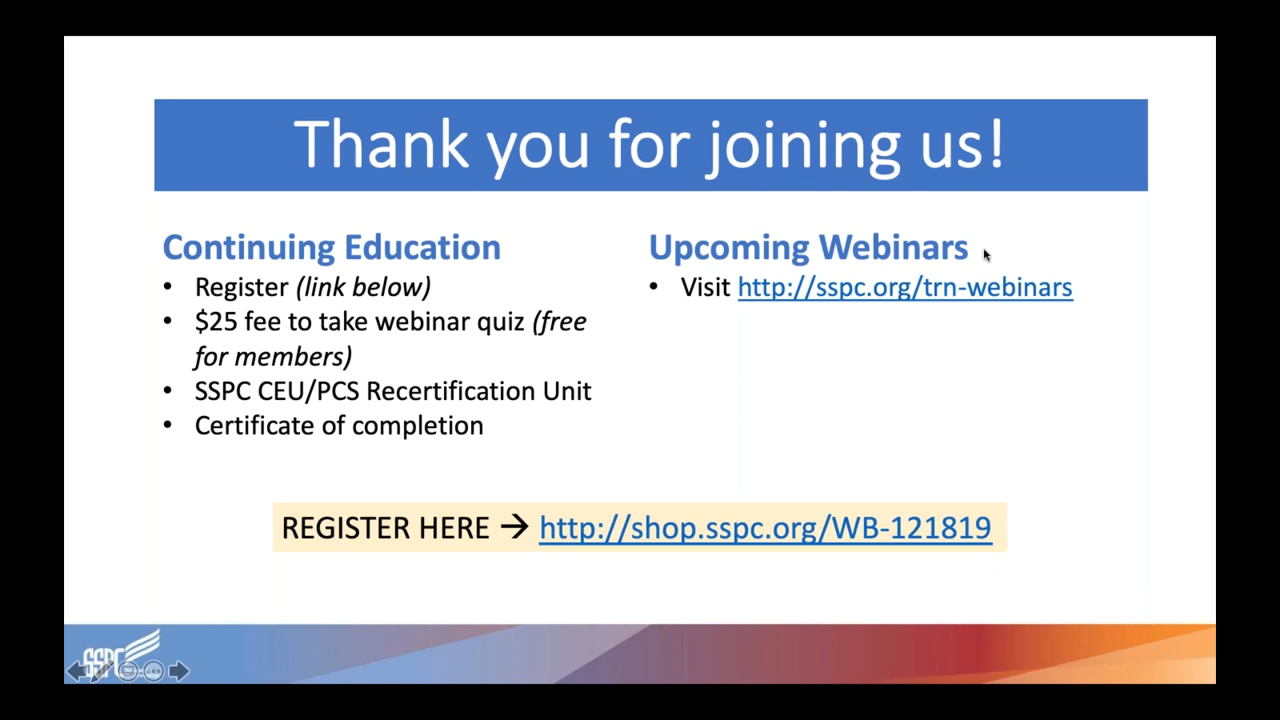 Thank you for joining us!
Continuing Education
• Register (link below)
• $25 fee to take webinar quiz (free
for members)
• SSPC CEU/PCS Recertification Unit
• Certificate of completion
Upcoming Webinars
• Visit http://sspc.org/trn-webinars
REGISTER HERE → http://shop.sspc.org/WB-121819
SSPC